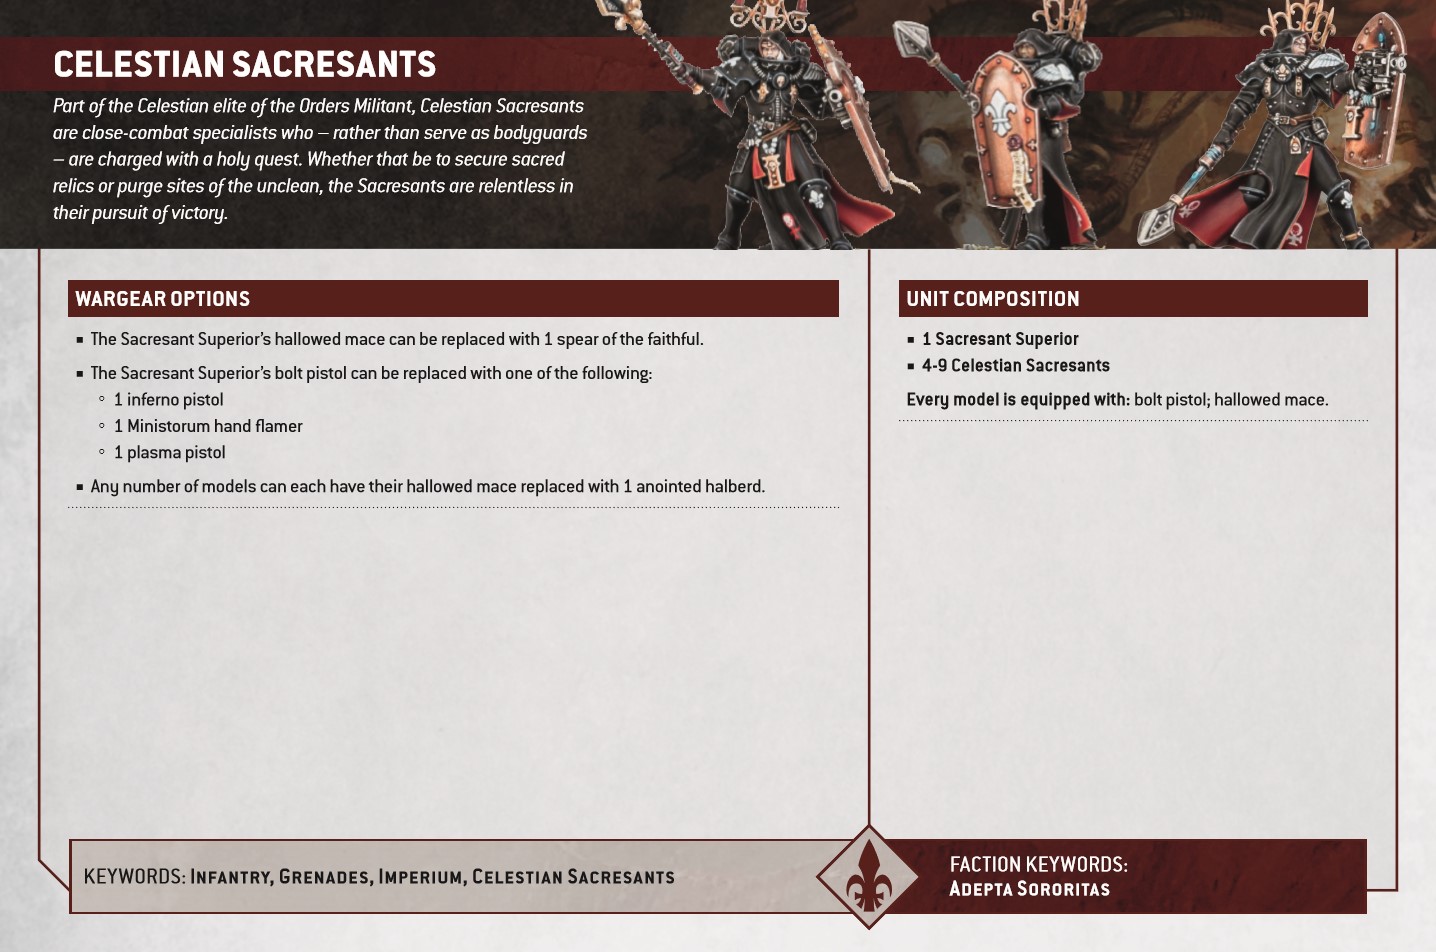 CELESTIAN SACRESANTS
Part of the Celestian elite of the Orders Militant, Celestian Sacresants
are close-combat specialists who – rather than serve as bodyguards
– are charged with a holy quest. Whether that be to secure sacred
relics or purge sites of the unclean, the Sacresants are relentless in
their pursuit of victory.
WARGEAR OPTIONS
■ The Sacresant Superior’s hallowed mace can be replaced with 1 spear of the faithful.
■ The Sacresant Superior’s bolt pistol can be replaced with one of the following:
◦ 1 inferno pistol
◦ 1 Ministorum hand flamer
◦ 1 plasma pistol
■ Any number of models can each have their hallowed mace replaced with 1 anointed halberd.
UNIT COMPOSITION
■ 1 Sacresant Superior
■ 4-9 Celestian Sacresants
Every model is equipped with: bolt pistol; hallowed mace.
KEYWORDS: Infantry, Grenades, Imperium, Celestian Sacresants
FACTION KEYWORDS:
Adepta Sororitas